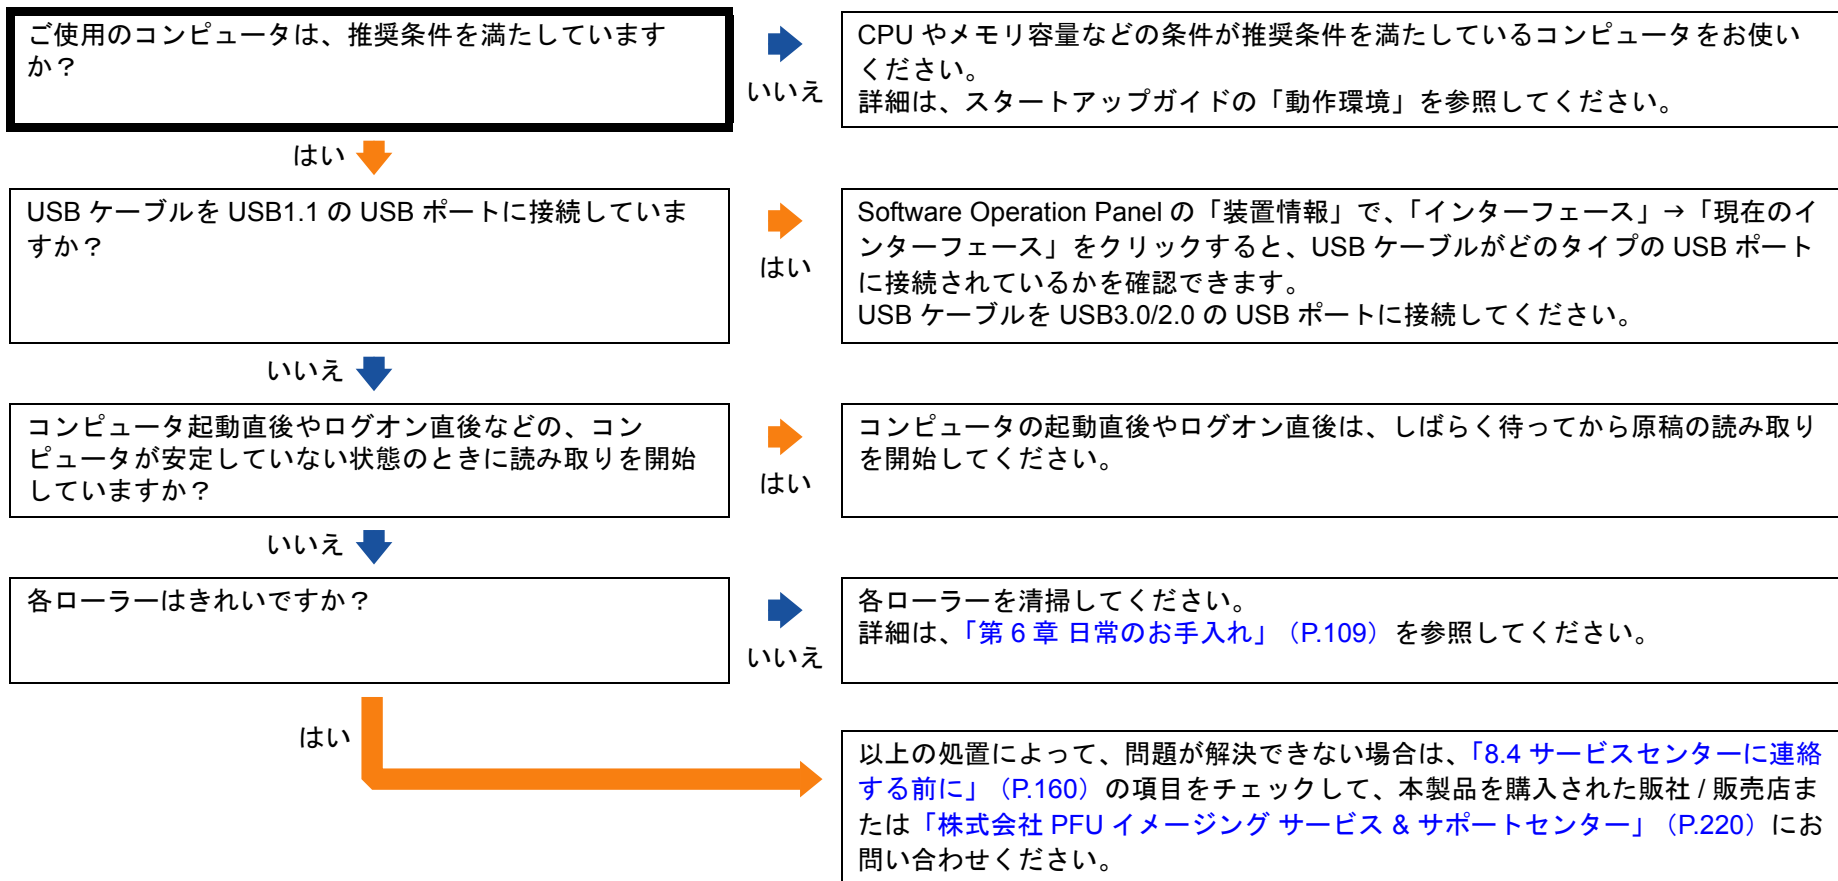 ご使用のコンピュータは、推奨条件を満たしています
か？
いいえ
CPU やメモリ容量などの条件が推奨条件を満たしているコンピュータをお使い
ください。
詳細は、スタートアップガイドの「動作環境」を参照してください。
はい
USB ケーブルを USB1.1 の USB ポートに接続していま
すか？
はい
Software Operation Panel の「装置情報」で、「インターフェース」→「現在のイ
ンターフェース」をクリックすると、USB ケーブルがどのタイプの USB ポート
に接続されているかを確認できます。
USB ケーブルを USB3.0/2.0 の USB ポートに接続してください。
いいえ
コンピュータ起動直後やログオン直後などの、コン
ピュータが安定していない状態のときに読み取りを開始
していますか？
はい
コンピュータの起動直後やログオン直後は、しばらく待ってから原稿の読み取り
を開始してください。
いいえ
各ローラーはきれいですか？
いいえ
各ローラーを清掃してください。
詳細は、「第 6 章 日常のお手入れ」（P.109）を参照してください。
はい
以上の処置によって、問題が解決できない場合は、「8.4 サービスセンターに連絡
する前に」（P.160）の項目をチェックして、本製品を購入された販社 / 販売店ま
たは「株式会社 PFU イメージング サービス & サポートセンター」（P.220）にお
問い合わせください。